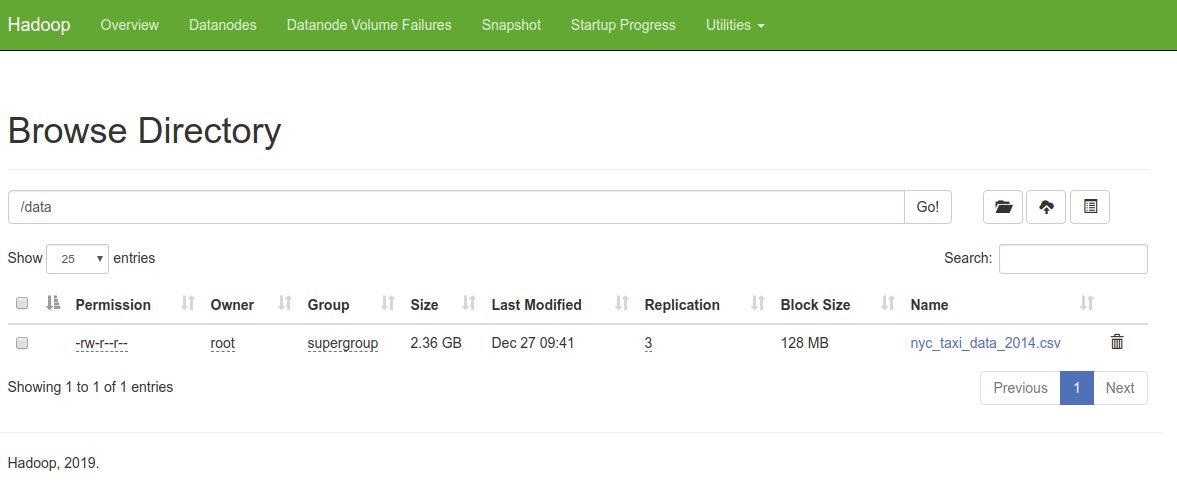 Hadoop Overview Datanodes Datanode Volume Failures Snapshot Startup Progress Utilities
Browse Directory
/data Go!
Show 25 entries Search:
Permission Owner Group Size Last Modified Replication Block Size Name
-rw-r--r-- root supergroup 2.36 GB Dec 27 09:41 3 128 MB nyc_taxi_data_2014.csv
Showing 1 to 1 of 1 entries Previous 1 Next
Hadoop, 2019.